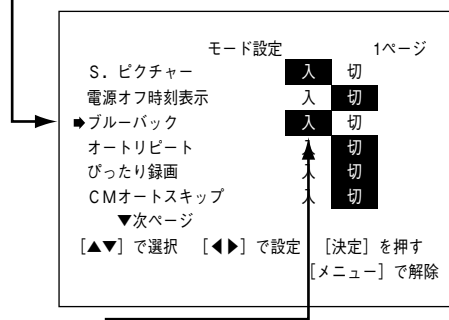 モード設定 1ページ
S．ピクチャー 入 切
電源オフ時刻表示 入 切
➡ブルーバック 入 切
オートリピート 入 切
ぴったり録画 入 切
CMオートスキップ 入 切
▼次ページ
［▲▼］で選択 ［◀▶］で設定 ［決定］を押す
［メニュー］で解除